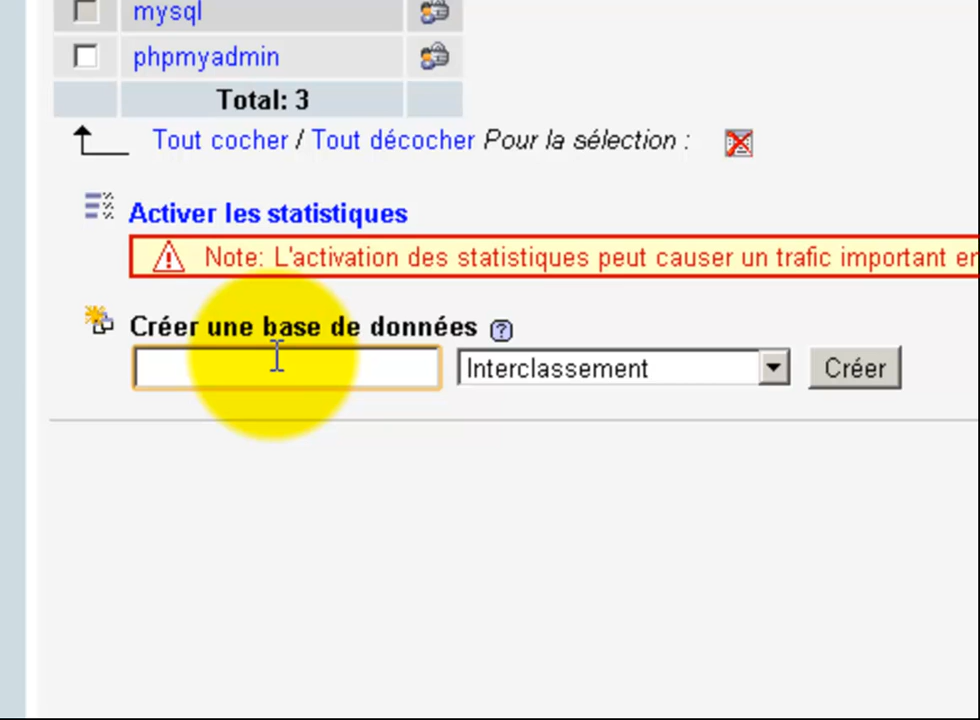 mysql
phpmyadmin
Total: 3
Tout cocher / Tout décocher Pour la sélection :
Activer les statistiques
Note: L'activation des statistiques peut causer un trafic important en
Créer une base de données ?
Interclassement Créer